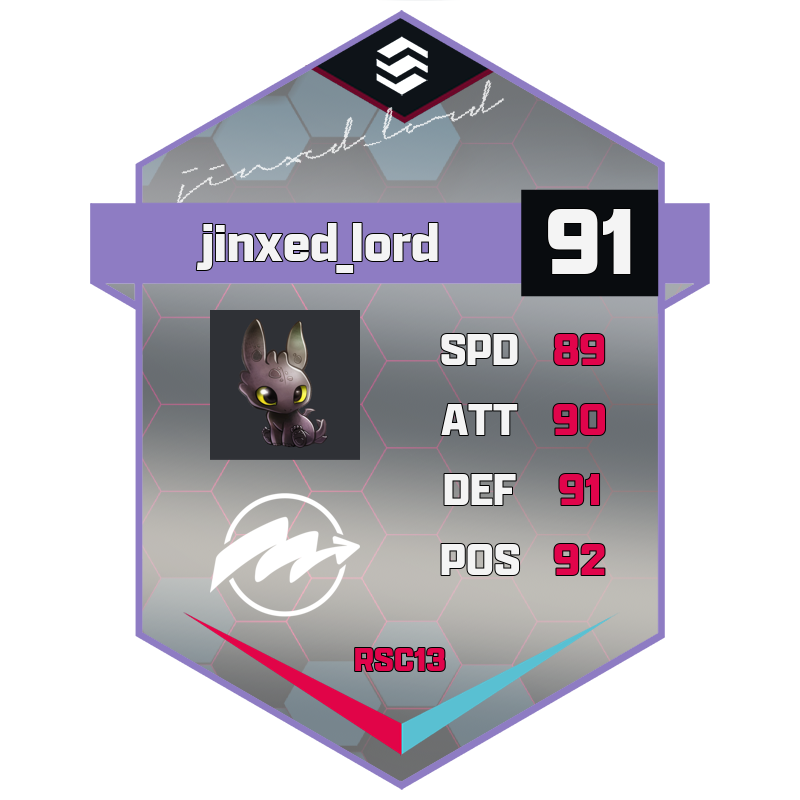 jinxed_lord
jinxed_lord 91
SPD 89
ATT 90
DEF 91
POS 92
RSC13